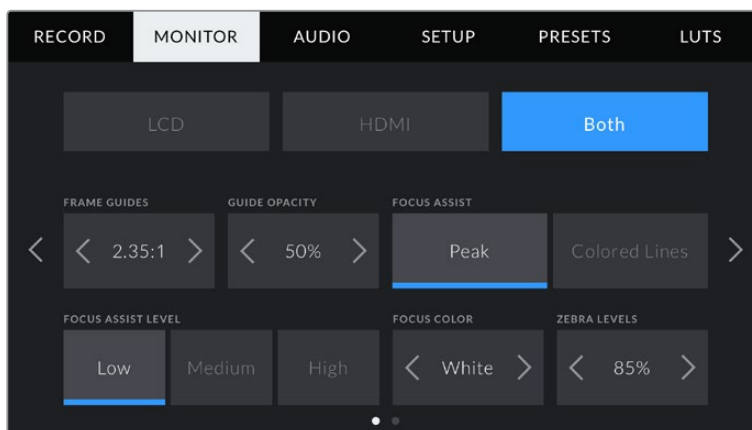 RECORD MONITOR AUDIO SETUP PRESETS LUTS
LCD HDMI Both
FRAME GUIDES GUIDE OPACITY FOCUS ASSIST
2.35:1 50% Peak Colored Lines
FOCUS ASSIST LEVEL FOCUS COLOR ZEBRA LEVELS
Low Medium High White 85%